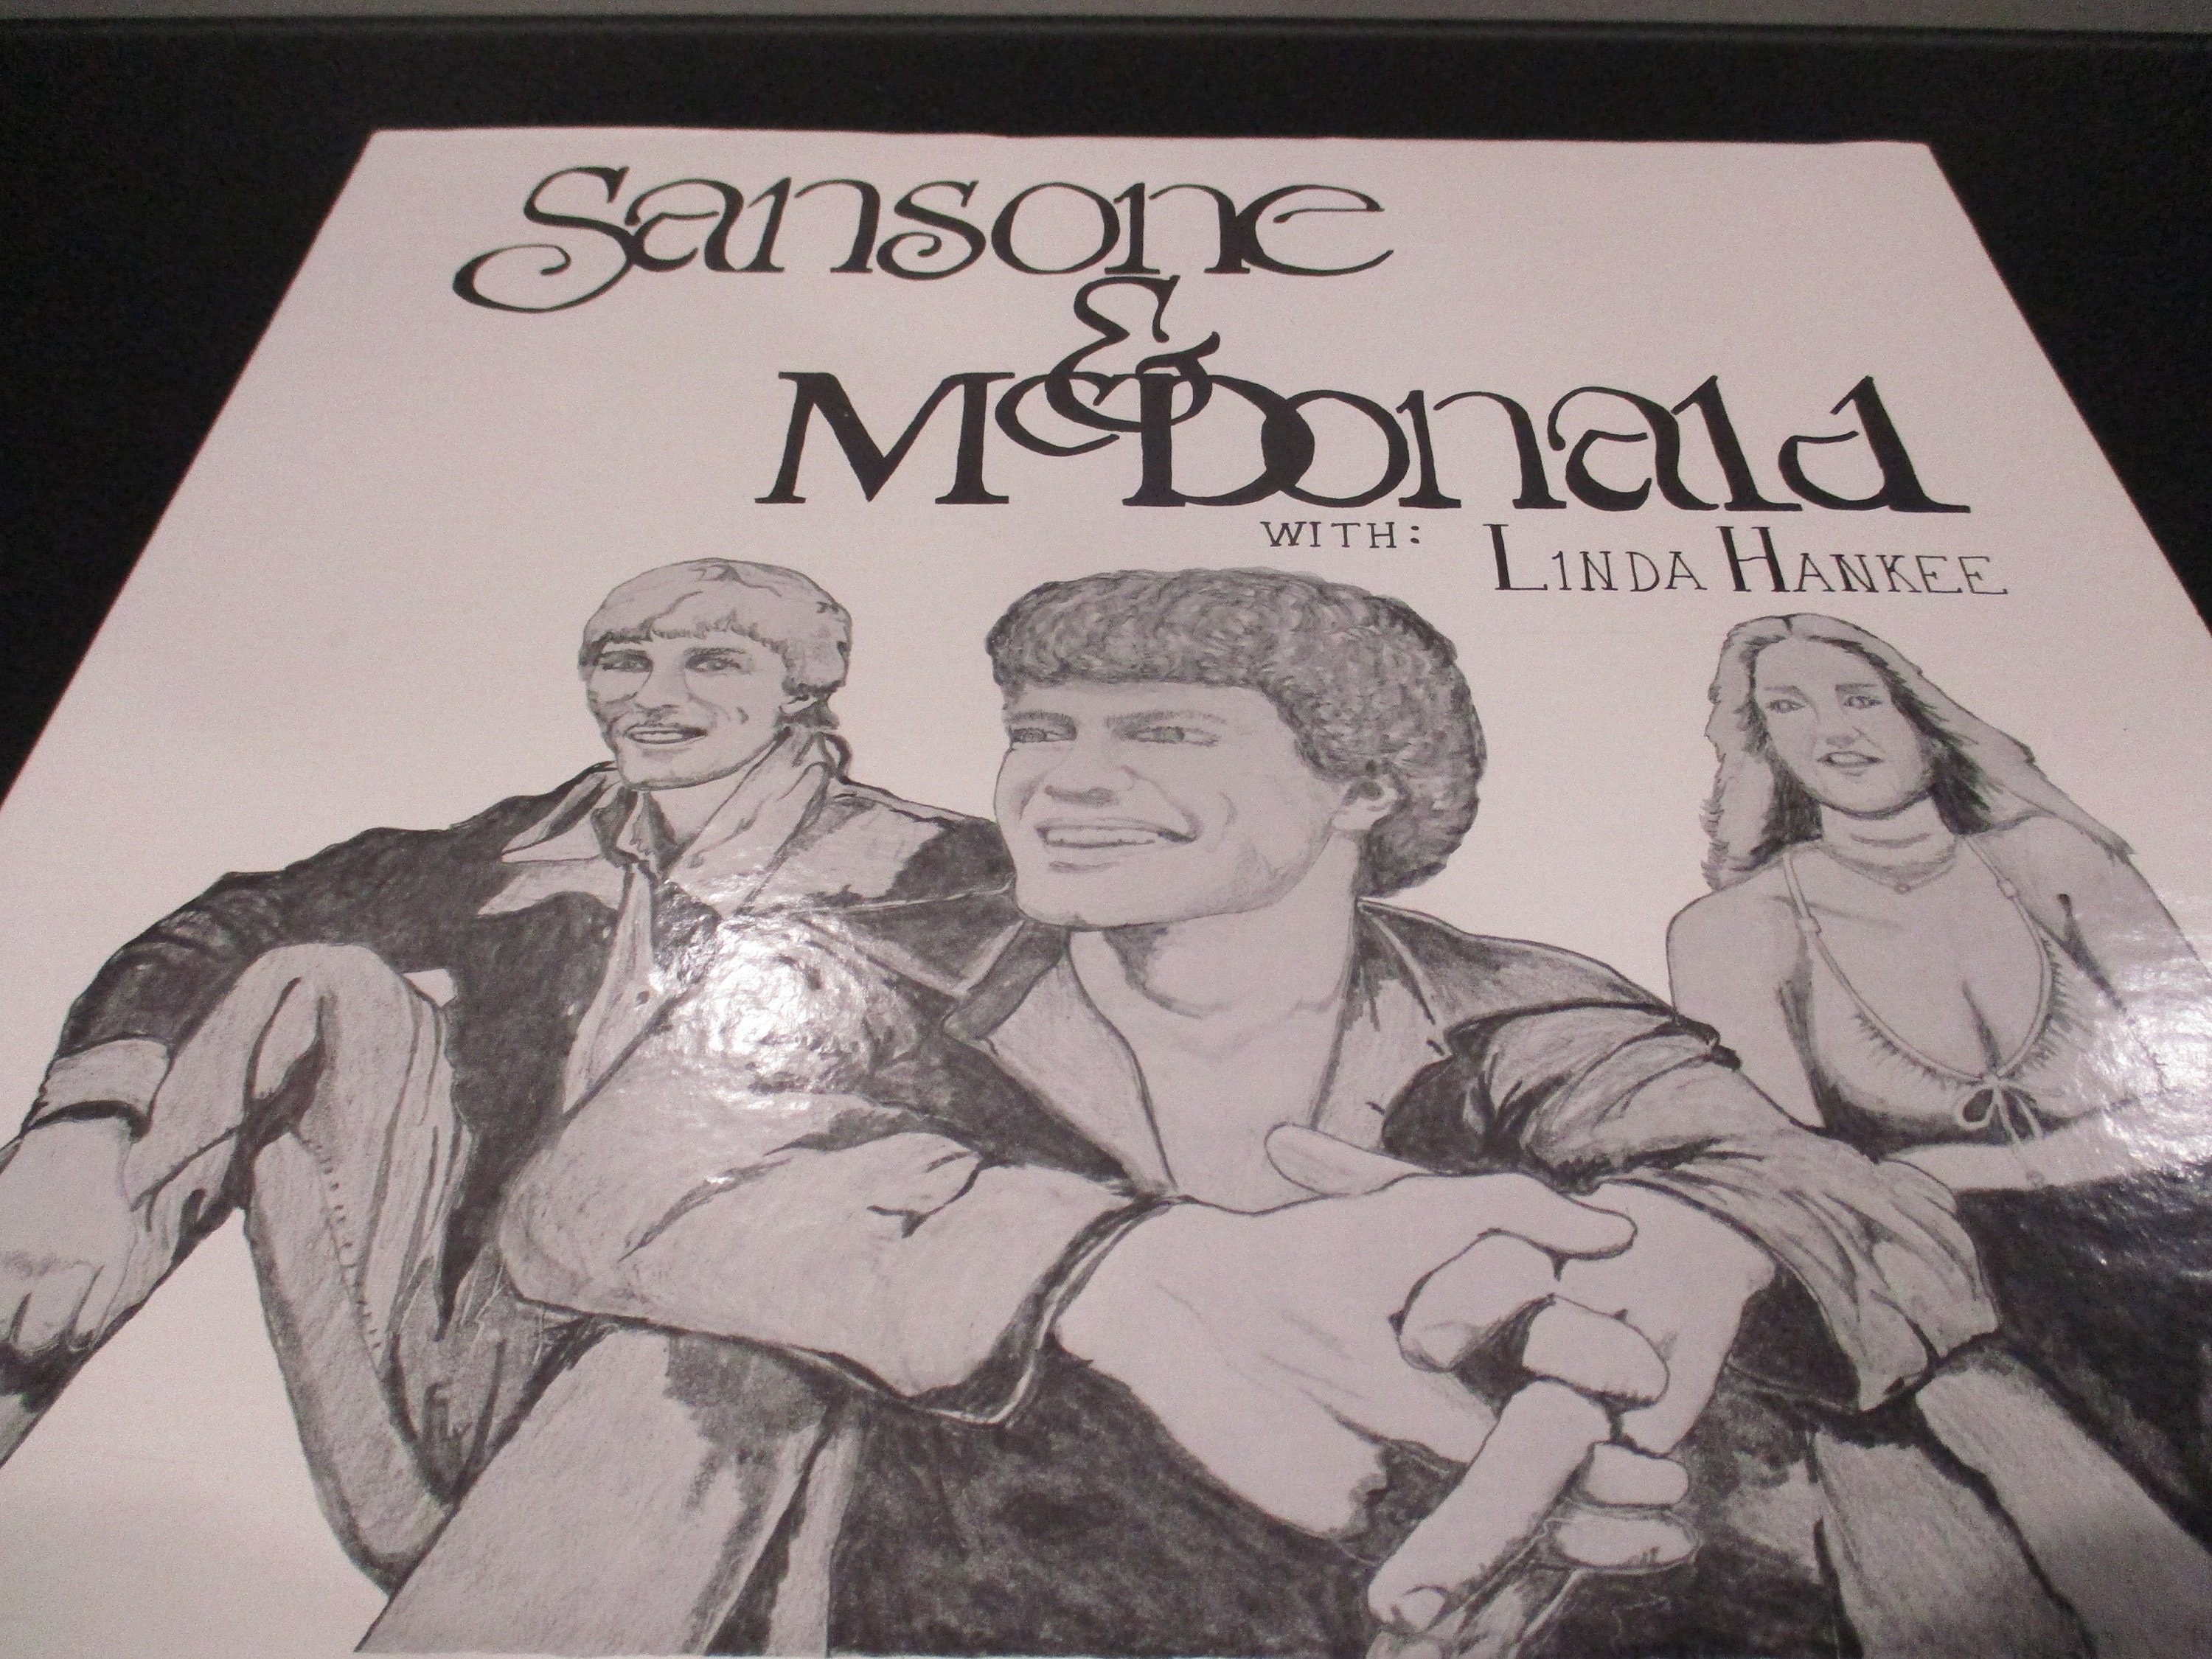 Sansone
&
McDonald
WITH: LINDA HANKEE